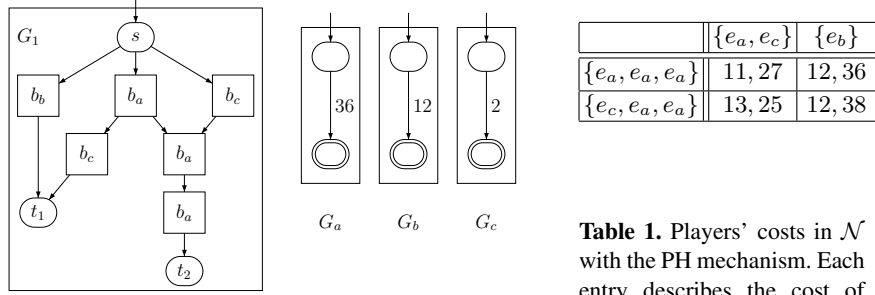 G₁
s
b_b b_a b_c
b_c b_a
t₁ b_a
t₂
36 12 2
G_a G_b G_c
{e_a, e_c} {e_b}
{e_a, e_a, e_a} 11, 27 12, 36
{e_c, e_a, e_a} 13, 25 12, 38
Table 1. Players' costs in 𝒩
with the PH mechanism. Each
entry describes the cost of